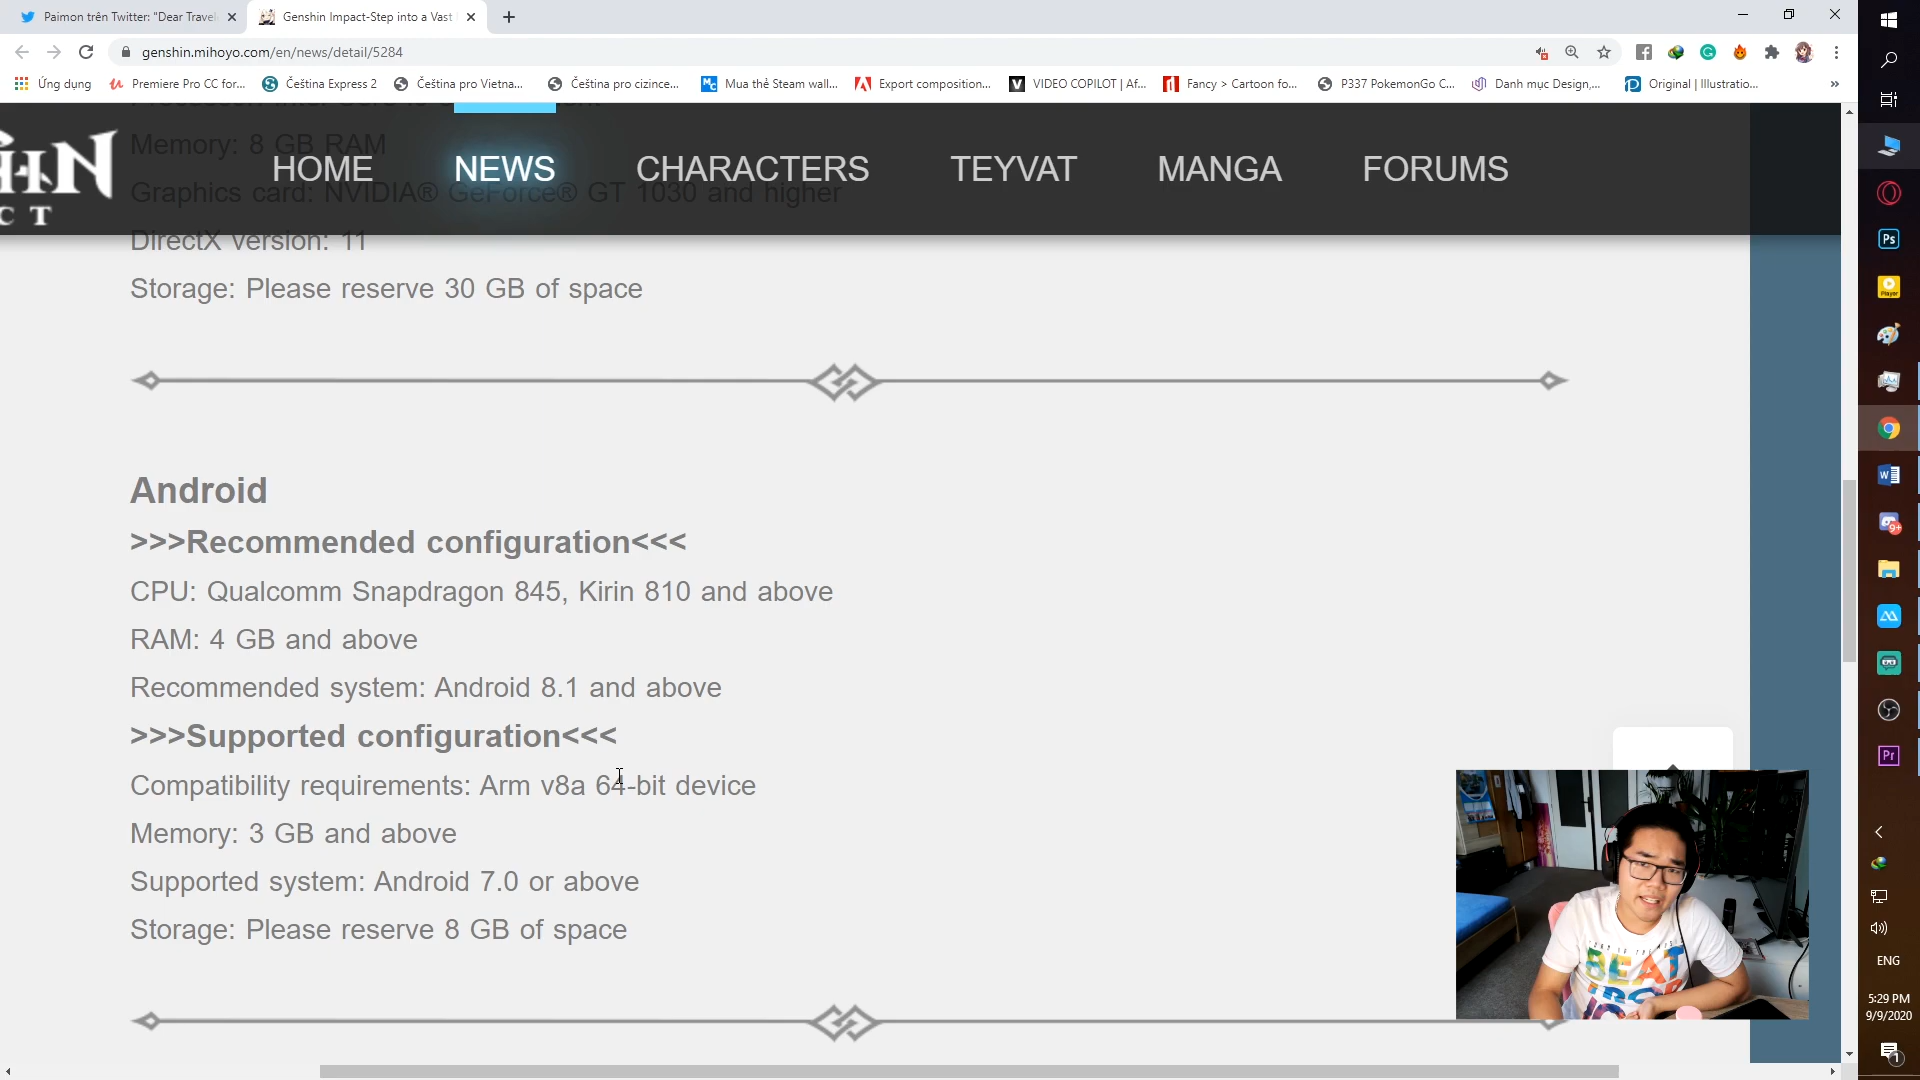 Paimon trên Twitter: "Dear Travel
Genshin Impact-Step into a Vast
genshin.mihoyo.com/en/news/detail/5284
Ứng dụng
Premiere Pro CC for...
Čeština Express 2
Čeština pro Vietna...
Čeština pro cizince...
Mua thẻ Steam wall...
Export composition...
VIDEO COPILOT | Af...
Fancy > Cartoon fo...
P337 PokemonGo C...
Danh mục Design,...
Original | Illustratio...
HOME
NEWS
CHARACTERS
TEYVAT
MANGA
FORUMS
CT
Memory: 8 GB RAM
Graphics card: NVIDIA® GeForce® GT 1030 and higher
DirectX version: 11
Storage: Please reserve 30 GB of space
Android
>>>Recommended configuration<<<
CPU: Qualcomm Snapdragon 845, Kirin 810 and above
RAM: 4 GB and above
Recommended system: Android 8.1 and above
>>>Supported configuration<<<
Compatibility requirements: Arm v8a 64-bit device
Memory: 3 GB and above
Supported system: Android 7.0 or above
Storage: Please reserve 8 GB of space
BEAT
Ps
Player
W
9+
Pr
ENG
5:29 PM
9/9/2020
1